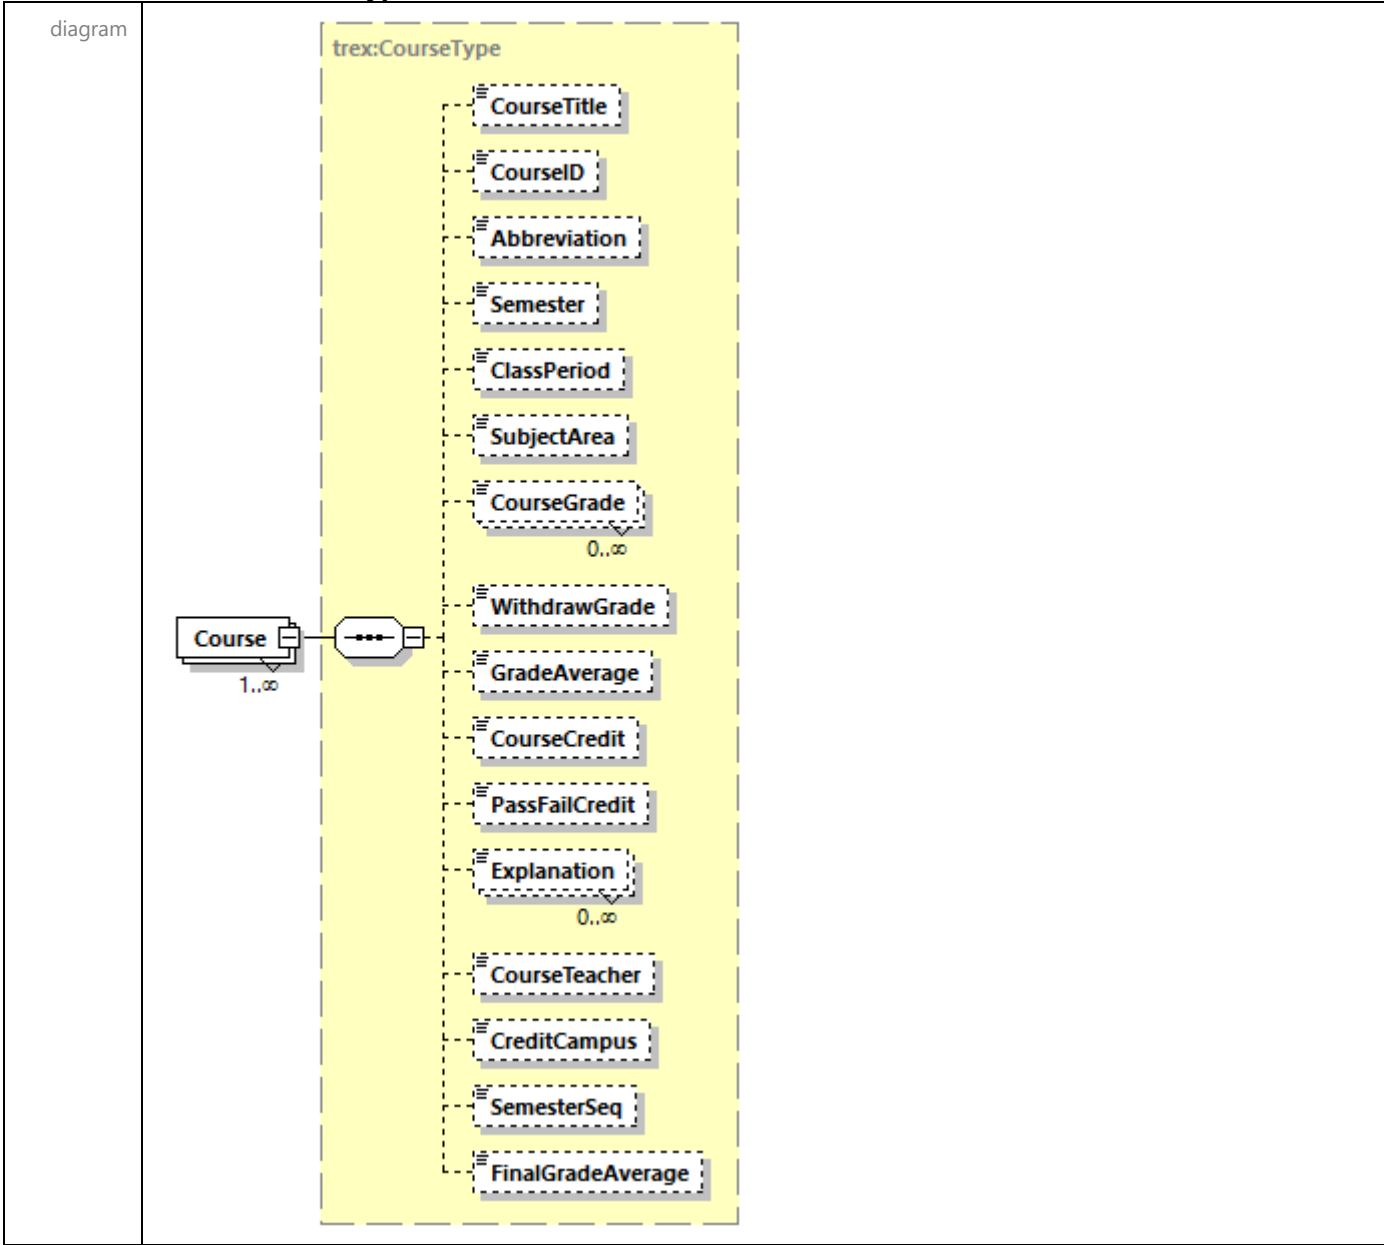 diagram
trex:CourseType
CourseTitle
CourseID
Abbreviation
Semester
ClassPeriod
SubjectArea
CourseGrade
0..∞
WithdrawGrade
Course
1..∞
GradeAverage
CourseCredit
PassFailCredit
Explanation
0..∞
CourseTeacher
CreditCampus
SemesterSeq
FinalGradeAverage